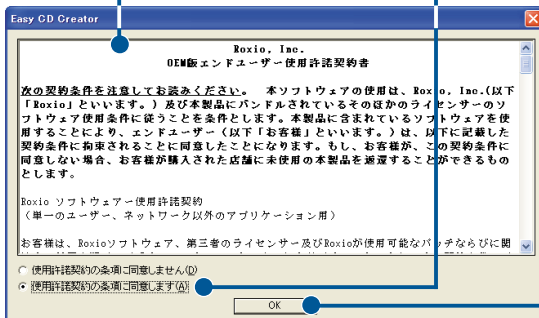 Easy CD Creator
Roxio, Inc.
OEM版エンドユーザー使用許諾契約書
次の契約条件を注意してお読みください。 本ソフトウェアの使用は、Roxio, Inc.(以下
「Roxio」といいます。) 及び本製品にバンドルされているそのほかのライセンサーのソ
フトウェア使用条件に従うことを条件とします。本製品に含まれているソフトウェアを使
用することにより、エンドユーザー (以下「お客様」といいます。) は、以下に記載した
契約条件に拘束されることに同意したことになります。もし、お客様が、この契約条件に
同意しない場合、お客様が購入された店舗に未使用の本製品を返還することができるもの
とします。
Roxio ソフトウェアー使用許諾契約
(単一のユーザー、ネットワーク以外のアプリケーション用)
お客様は、Roxioソフトウェア、第三者のライセンサー及びRoxioが使用可能なパッチならびに関
使用許諾契約の条項に同意しません(D)
使用許諾契約の条項に同意します(A)
OK